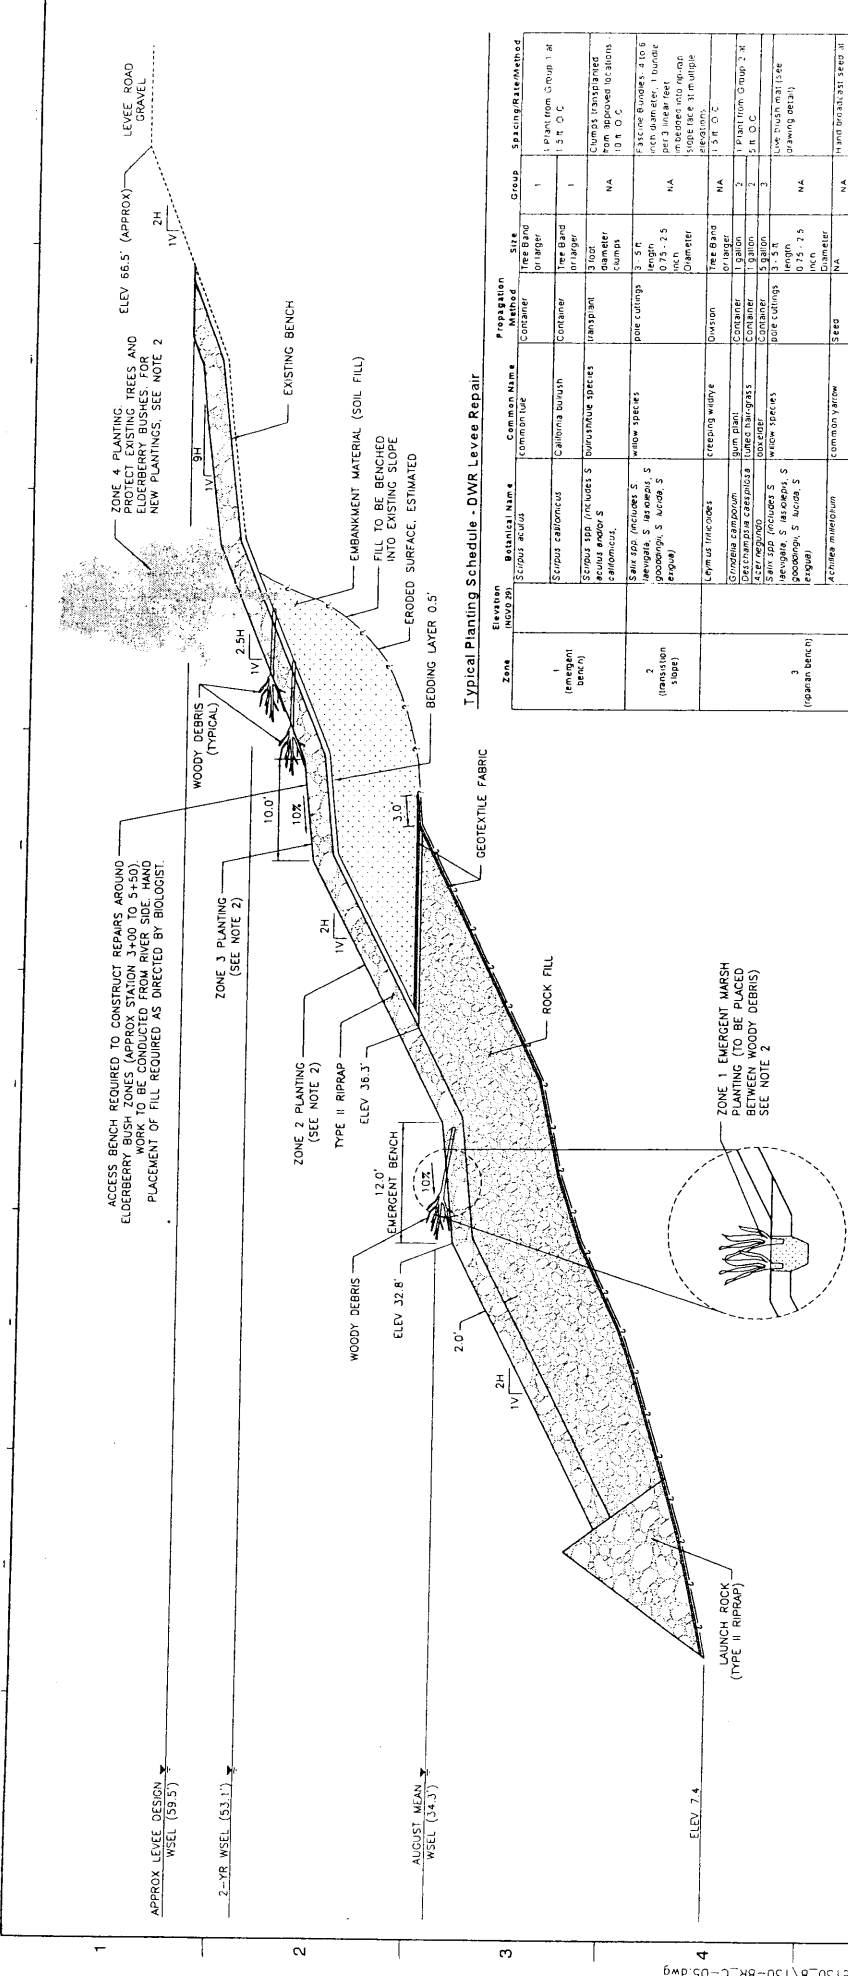 1
2
3
4
LEVEE ROAD
GRAVEL
ELEV 66.5' (APPROX)
2H
1V
ZONE 4 PLANTING.
PROTECT EXISTING TREES AND
ELDERBERRY BUSHES. FOR
NEW PLANTINGS, SEE NOTE 2
9H
1V
EXISTING BENCH
EMBANKMENT MATERIAL (SOIL FILL)
FILL TO BE BENCHED
INTO EXISTING SLOPE
ERODED SURFACE, ESTIMATED
2.5H
1V
BEDDING LAYER 0.5'
WOODY DEBRIS
(TYPICAL)
ACCESS BENCH REQUIRED TO CONSTRUCT REPAIRS AROUND
ELDERBERRY BUSH ZONES (APPROX STATION 3+00 TO 5+50).
WORK TO BE CONDUCTED FROM RIVER SIDE. HAND
PLACEMENT OF FILL REQUIRED AS DIRECTED BY BIOLOGIST.
10.0'
10%
ZONE 3 PLANTING
(SEE NOTE 2)
3.0'
GEOTEXTILE FABRIC
2H
1V
ZONE 2 PLANTING
(SEE NOTE 2)
TYPE II RIPRAP
ELEV 36.3'
ROCK FILL
12.0'
EMERGENT BENCH
10%
WOODY DEBRIS
ELEV 32.8'
2.0'
2H
1V
ZONE 1 EMERGENT MARSH
PLANTING (TO BE PLACED
BETWEEN WOODY DEBRIS)
SEE NOTE 2
LAUNCH ROCK
(TYPE II RIPRAP)
APPROX LEVEE DESIGN
WSEL (59.5')
2-YR WSEL (53.1')
AUGUST MEAN
WSEL (34.3')
ELEV 7.4
Typical Planting Schedule - DWR Levee Repair
Zone Elevation (NGVD 29) Botanical Name Common Name Propagation Method Size Group Spacing/Rate/Method
1 (emergent bench)
Scirpus acutus common tule Container Tree Band or larger 1 1 Plant from Group 1 at 1.5 ft O.C.
Scirpus californicus California bulrush Container Tree Band or larger 1
Scirpus spp. (includes S. acutus and/or S. californicus, bulrush/tule species transplant 3 foot diameter clumps NA Clumps transplanted from approved locations 10 ft O.C.
2 (transistion slope)
Salix spp. (includes S. laevigata, S. lasiolepis, S. gooddingii, S. lucida, S. exigua) willow species pole cuttings 3 - 5 ft length 0.75 - 2.5 inch Diameter NA Fascine Bundles, 4 to 6 inch diameter, 1 bundle per 3 linear feet imbedded into rip-rap slope face at multiple elevations
3 (riparian bench)
Leymus triticoides creeping wildrye Division Tree Band or larger NA 1.5 ft O.C.
Grindelia camporum gum plant Container 1 gallon 2 1 Plant from Group 2 at 5 ft O.C.
Deschampsia caespitosa tufted hair-grass Container 1 gallon 2
Acer negundo boxelder Container 5 gallon 3
Salix spp. (includes S. laevigata, S. lasiolepis, S. gooddingii, S. lucida, S. exigua) willow species pole cuttings 3 - 5 ft length 0.75 - 2.5 inch Diameter NA Live brush mat (see drawing detail)
Achillea millefolium common yarrow Seed NA NA Hand broadcast seed at